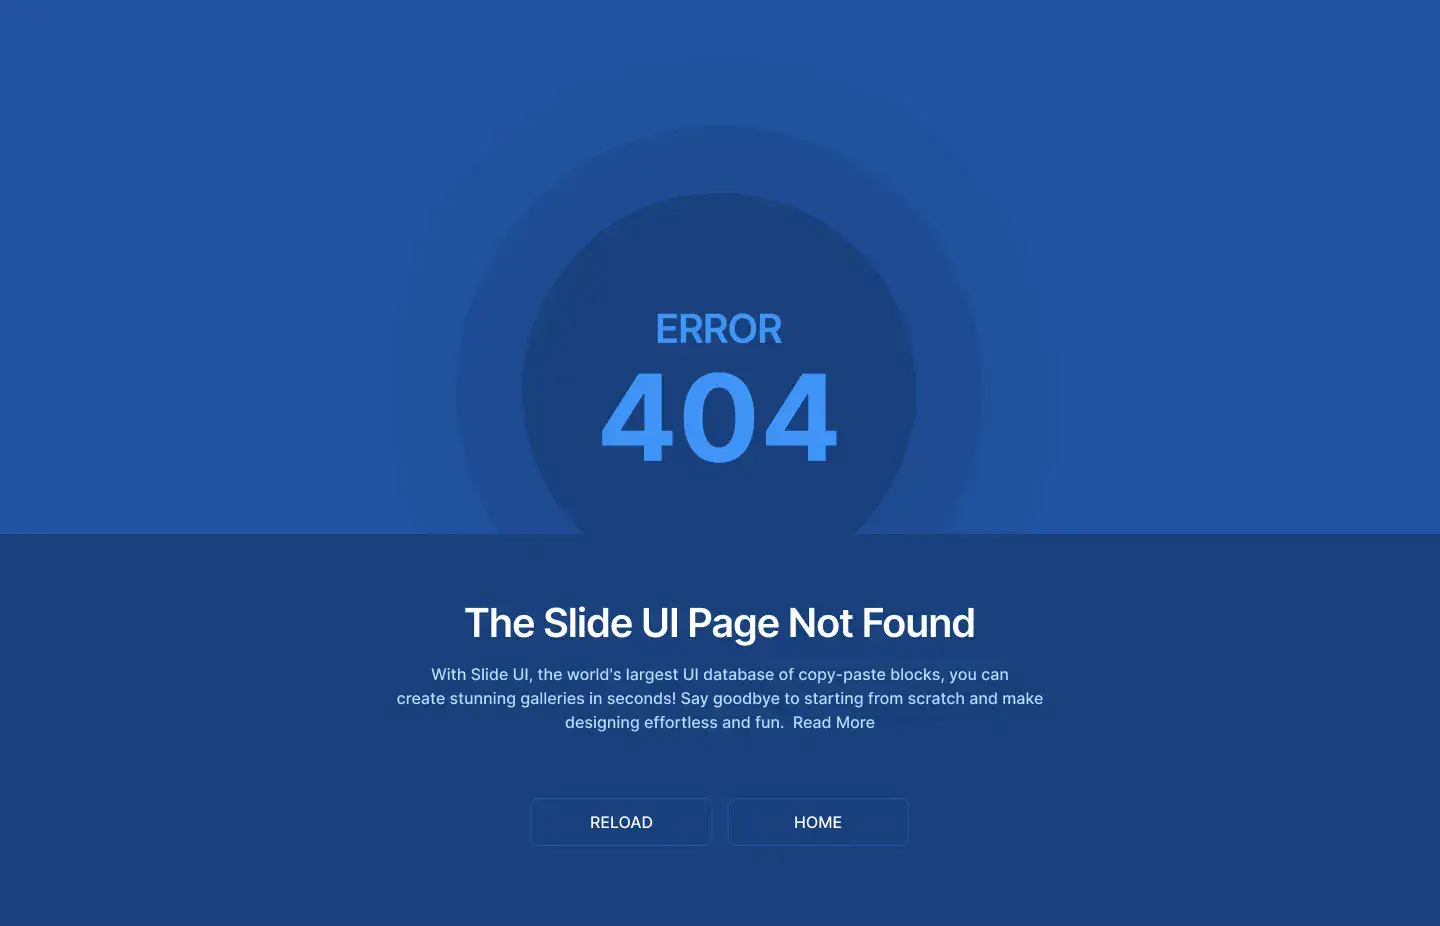 ERROR
404
The Slide UI Page Not Found
With Slide UI, the world's largest UI database of copy-paste blocks, you can
create stunning galleries in seconds! Say goodbye to starting from scratch and make
designing effortless and fun.  Read More
RELOAD
HOME